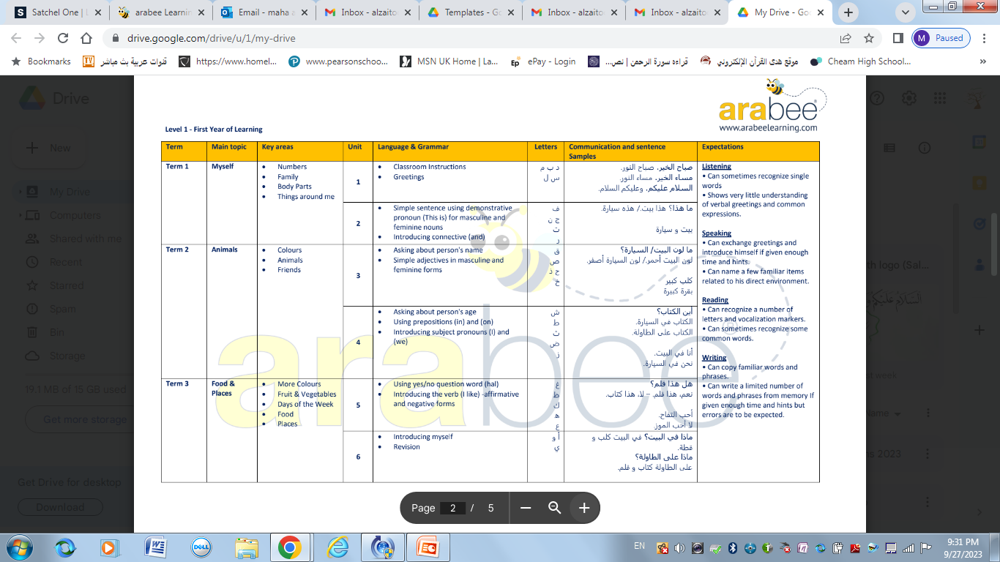 Satchel One | L
arabee Learnin
Email - maha a
Inbox - alzaito
Templates - Go
Inbox - alzaito
Inbox - alzaito
My Drive - Goo
drive.google.com/drive/u/1/my-drive
M Paused
Bookmarks
قنوات عربية بث مباشر
https://www.homel...
www.pearsonschoo...
MSN UK Home | La...
ePay - Login
قراءه سورة الرحمن | نص...
موقع هدى القرآن الإلكتروني
Cheam High School...
Drive
New
My Drive
Computers
Shared with me
Recent
Starred
Spam
Bin
Storage
19.1 MB of 15 GB used
Get more storage
Get Drive for desktop
Download
arabee
www.arabeelearning.com
Level 1 - First Year of Learning
Term
Main topic
Key areas
Unit
Language & Grammar
Letters
Communication and sentence
Samples
Expectations
Term 1
Myself
• Numbers
• Family
• Body Parts
• Things around me
1
• Classroom Instructions
• Greetings
د ب م
س ل
صباح الخير. صباح النور.
مساء الخير. مساء النور.
السلام عليكم. وعليكم السلام.
2
• Simple sentence using demonstrative
pronoun (This is) for masculine and
feminine nouns
• Introducing connective (and)
ف
ج ن
ت
ر
ما هذا؟ هذا بيت./ هذه سيارة.
بيت و سيارة
Term 2
Animals
• Colours
• Animals
• Friends
3
• Asking about person's name
• Simple adjectives in masculine and
feminine forms
ق
ص
ح ذ
خ
ما لون البيت/ السيارة؟
لون البيت أحمر./ لون السيارة أصفر.
كلب كبير
بقرة كبيرة
4
• Asking about person's age
• Using prepositions (in) and (on)
• Introducing subject pronouns (I) and
(we)
ش
ط
ث
ض
ز
أين الكتاب؟
الكتاب في السيارة.
الكتاب على الطاولة.
أنا في البيت.
نحن في السيارة.
Term 3
Food &
Places
• More Colours
• Fruit & Vegetables
• Days of the Week
• Food
• Places
5
• Using yes/no question word (hal)
• Introducing the verb (I like) -affirmative
and negative forms
غ
ظ
ك
ه
ع
هل هذا قلم؟
نعم، هذا قلم. – لا، هذا كتاب.
أحب التفاح.
لا أحب الموز.
6
• Introducing myself
• Revision
أ و
ي
ماذا في البيت؟ في البيت كلب و
قطة.
ماذا على الطاولة؟
على الطاولة كتاب و قلم.
Listening
• Can sometimes recognize single
words
• Shows very little understanding
of verbal greetings and common
expressions.
Speaking
• Can exchange greetings and
introduce himself if given enough
time and hints.
• Can name a few familiar items
related to his direct environment.
Reading
• Can recognize a number of
letters and vocalization markers.
• Can sometimes recognize some
common words.
Writing
• Can copy familiar words and
phrases.
• Can write a limited number of
words and phrases from memory If
given enough time and hints but
errors are to be expected.
arabee
Page 2 / 5
EN
9:31 PM
9/27/2023